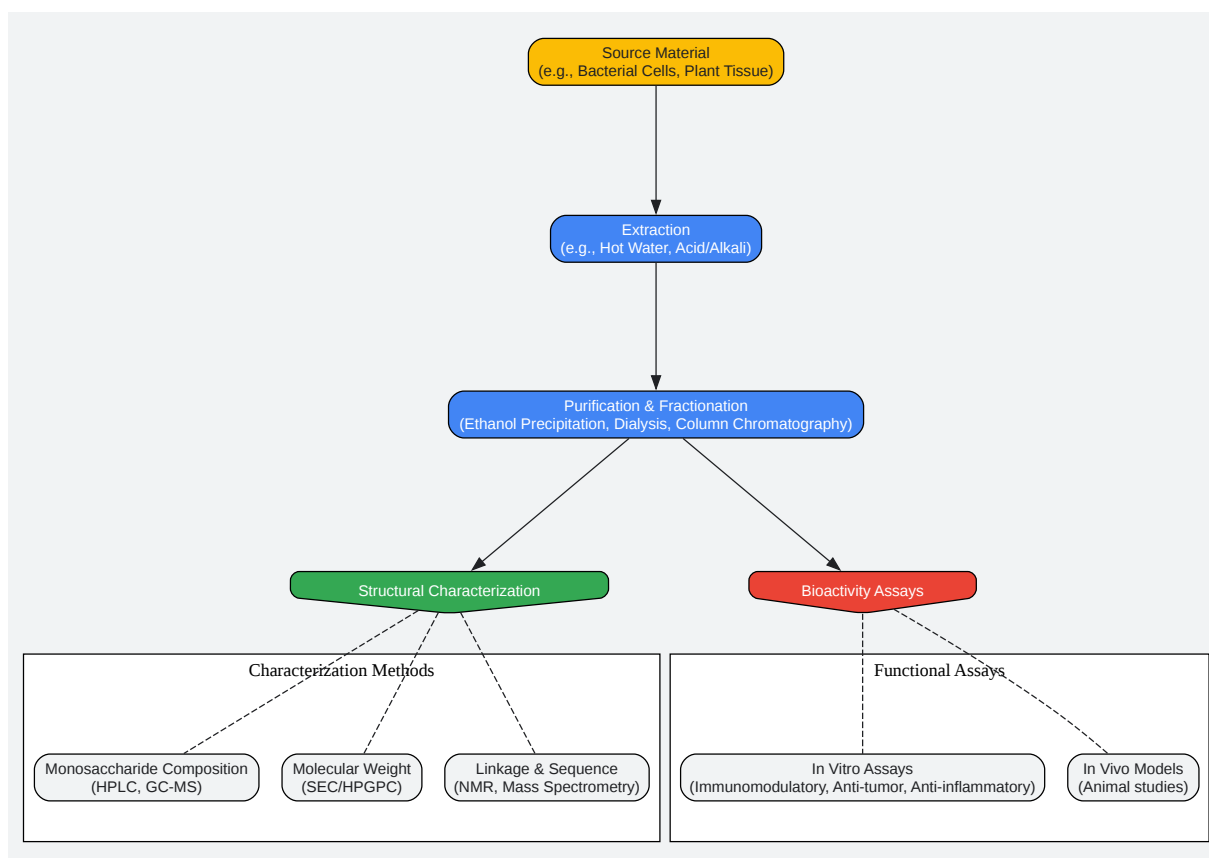 Source Material
(e.g., Bacterial Cells, Plant Tissue)
Extraction
(e.g., Hot Water, Acid/Alkali)
Purification & Fractionation
(Ethanol Precipitation, Dialysis, Column Chromatography)
Structural Characterization
Bioactivity Assays
Characterization Methods
Functional Assays
Monosaccharide Composition
(HPLC, GC-MS)
Molecular Weight
(SEC/HPGPC)
Linkage & Sequence
(NMR, Mass Spectrometry)
In Vitro Assays
(Immunomodulatory, Anti-tumor, Anti-inflammatory)
In Vivo Models
(Animal studies)